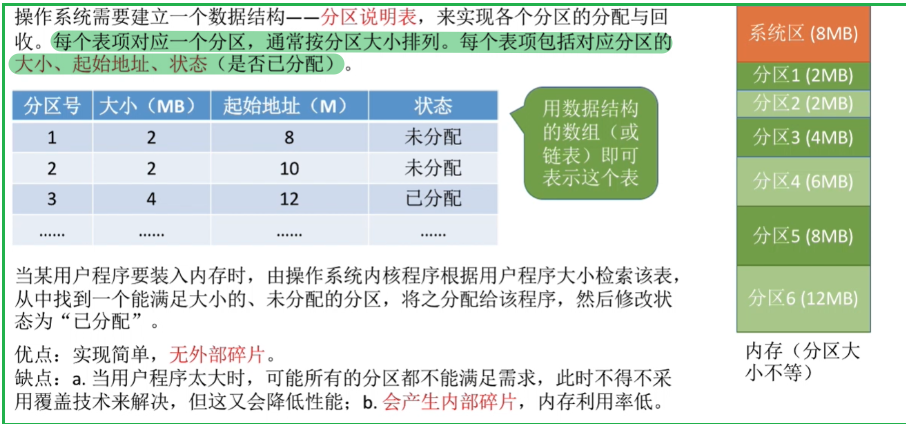 操作系统需要建立一个数据结构——分区说明表，来实现各个分区的分配与回
收。每个表项对应一个分区，通常按分区大小排列。每个表项包括对应分区的
大小、起始地址、状态（是否已分配）。
分区号 大小（MB） 起始地址（M） 状态
1 2 8 未分配
2 2 10 未分配
3 4 12 已分配
...... ...... ...... ......
用数据结构
的数组（或
链表）即可
表示这个表
当某用户程序要装入内存时，由操作系统内核程序根据用户程序大小检索该表，
从中找到一个能满足大小的、未分配的分区，将之分配给该程序，然后修改状
态为“已分配”。
优点：实现简单，无外部碎片。
缺点：a. 当用户程序太大时，可能所有的分区都不能满足需求，此时不得不采
用覆盖技术来解决，但这又会降低性能；b. 会产生内部碎片，内存利用率低。
系统区 (8MB)
分区1 (2MB)
分区2 (2MB)
分区3 (4MB)
分区4 (6MB)
分区5 (8MB)
分区6 (12MB)
内存（分区大
小不等）